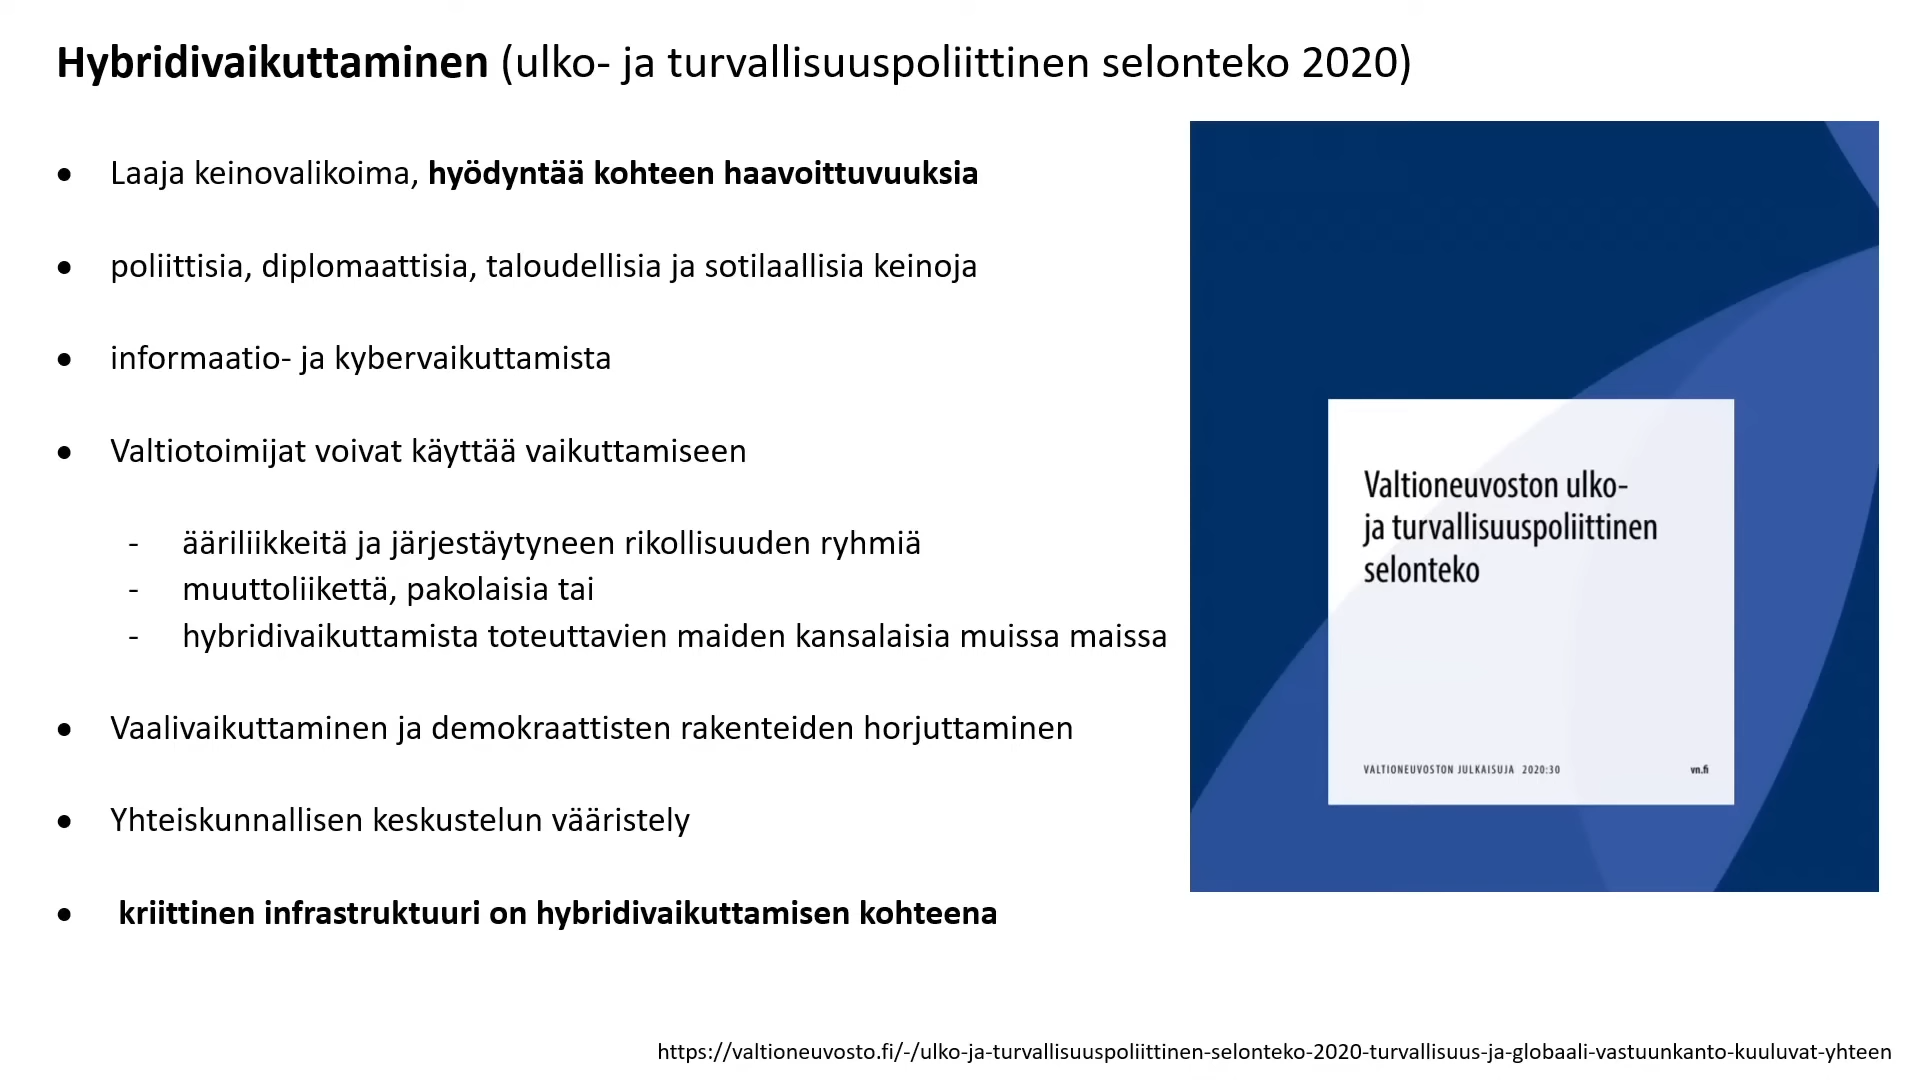 Hybridivaikuttaminen (ulko- ja turvallisuuspoliittinen selonteko 2020)
• Laaja keinovalikoima, hyödyntää kohteen haavoittuvuuksia
• poliittisia, diplomaattisia, taloudellisia ja sotilaallisia keinoja
• informaatio- ja kybervaikuttamista
• Valtiotoimijat voivat käyttää vaikuttamiseen
- ääriliikkeitä ja järjestäytyneen rikollisuuden ryhmiä
- muuttoliikettä, pakolaisia tai
- hybridivaikuttamista toteuttavien maiden kansalaisia muissa maissa
• Vaalivaikuttaminen ja demokraattisten rakenteiden horjuttaminen
• Yhteiskunnallisen keskustelun vääristely
• kriittinen infrastruktuuri on hybridivaikuttamisen kohteena
Valtioneuvoston ulko-
ja turvallisuuspoliittinen
selonteko
VALTIONEUVOSTON JULKAISUJA 2020:30
vn.fi
https://valtioneuvosto.fi/-/ulko-ja-turvallisuuspoliittinen-selonteko-2020-turvallisuus-ja-globaali-vastuunkanto-kuuluvat-yhteen